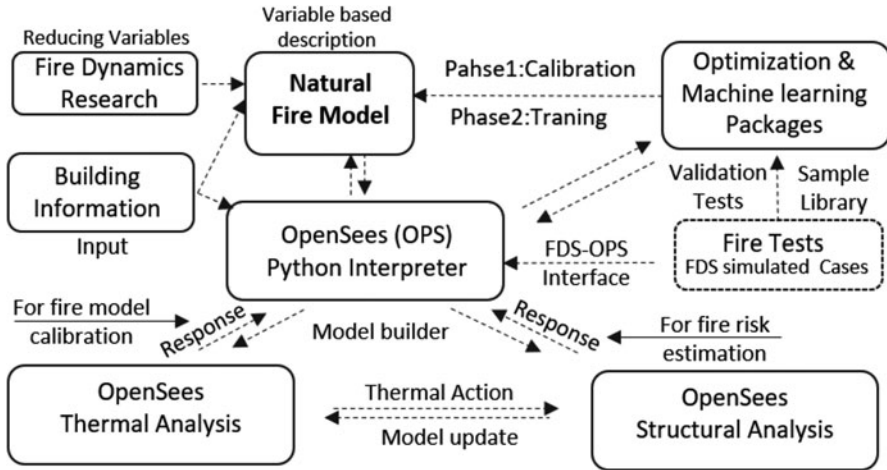 Reducing Variables
Fire Dynamics
Research
Variable based
description
Natural
Fire Model
Pahse1:Calibration
Phase2:Traning
Optimization &
Machine learning
Packages
Building
Information
Input
Validation
Tests
Sample
Library
OpenSees (OPS)
Python Interpreter
FDS-OPS
Interface
Fire Tests
FDS simulated Cases
For fire model
calibration
Response
Model builder
Response
For fire risk
estimation
OpenSees
Thermal Analysis
Thermal Action
Model update
OpenSees
Structural Analysis